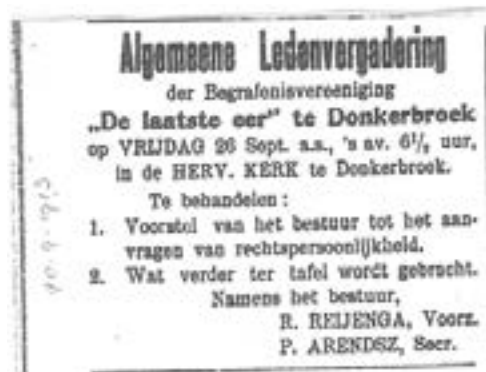 Algemeene Ledenvergadering
der Begrafenisvereeniging
„De laatste eer" te Donkerbroek
op VRIJDAG 26 Sept. a.s., 's av. 6½ uur,
in de HERV. KERK te Donkerbroek.
Te behandelen:
1. Voorstel van het bestuur tot het aan-
vragen van rechtspersoonlijkheid.
2. Wat verder ter tafel wordt gebracht.
Namens het bestuur,
R. REIJENGA, Voorz.
P. ARENDSZ, Secr.